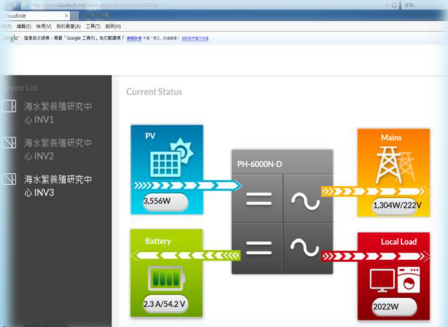 CloudVolt
編輯(E) 檢視(V) 我的最愛(A) 工具(T) 說明(H)
Device List
Current Status
海水繁養殖研究中
心 INV1
海水繁養殖研究中
心 INV2
海水繁養殖研究中
心 INV3
PV
3,556W
PH-6000N-D
Mains
1,304W/222V
Battery
2.3 A/54.2 V
Local Load
2022W